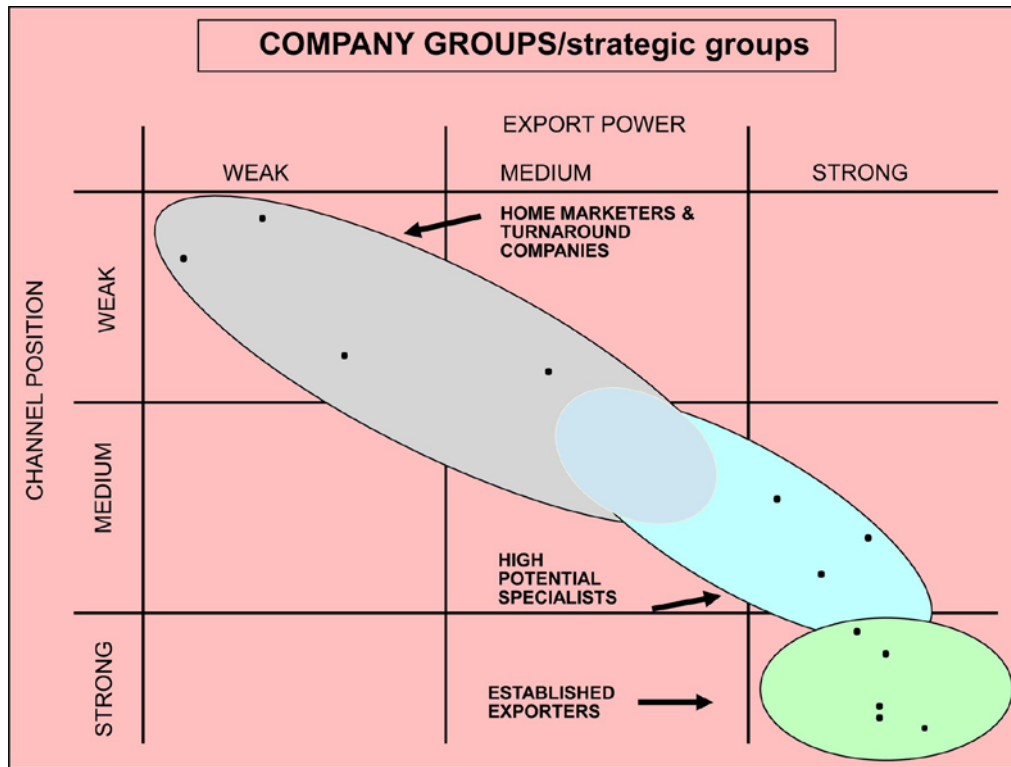 COMPANY GROUPS/strategic groups
EXPORT POWER
WEAK
MEDIUM
STRONG
HOME MARKETERS &
TURNAROUND
COMPANIES
CHANNEL POSITION
WEAK
MEDIUM
STRONG
HIGH
POTENTIAL
SPECIALISTS
ESTABLISHED
EXPORTERS